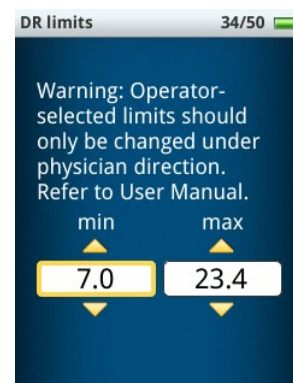 DR limits 34/50
Warning: Operator-
selected limits should
only be changed under
physician direction.
Refer to User Manual.
min max
7.0 23.4